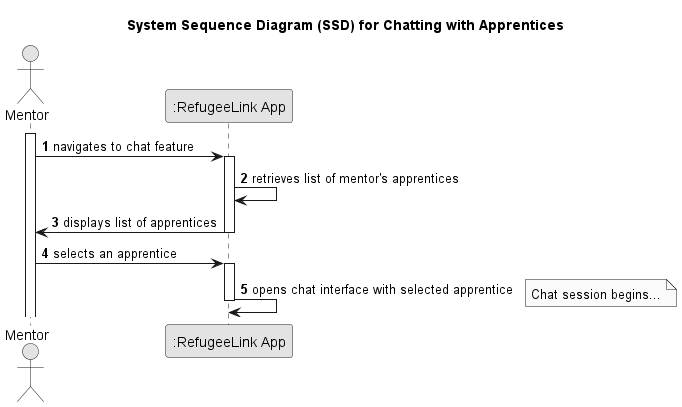 System Sequence Diagram (SSD) for Chatting with Apprentices
Mentor
:RefugeeLink App
1 navigates to chat feature
2 retrieves list of mentor's apprentices
3 displays list of apprentices
4 selects an apprentice
5 opens chat interface with selected apprentice
Chat session begins...
Mentor
:RefugeeLink App